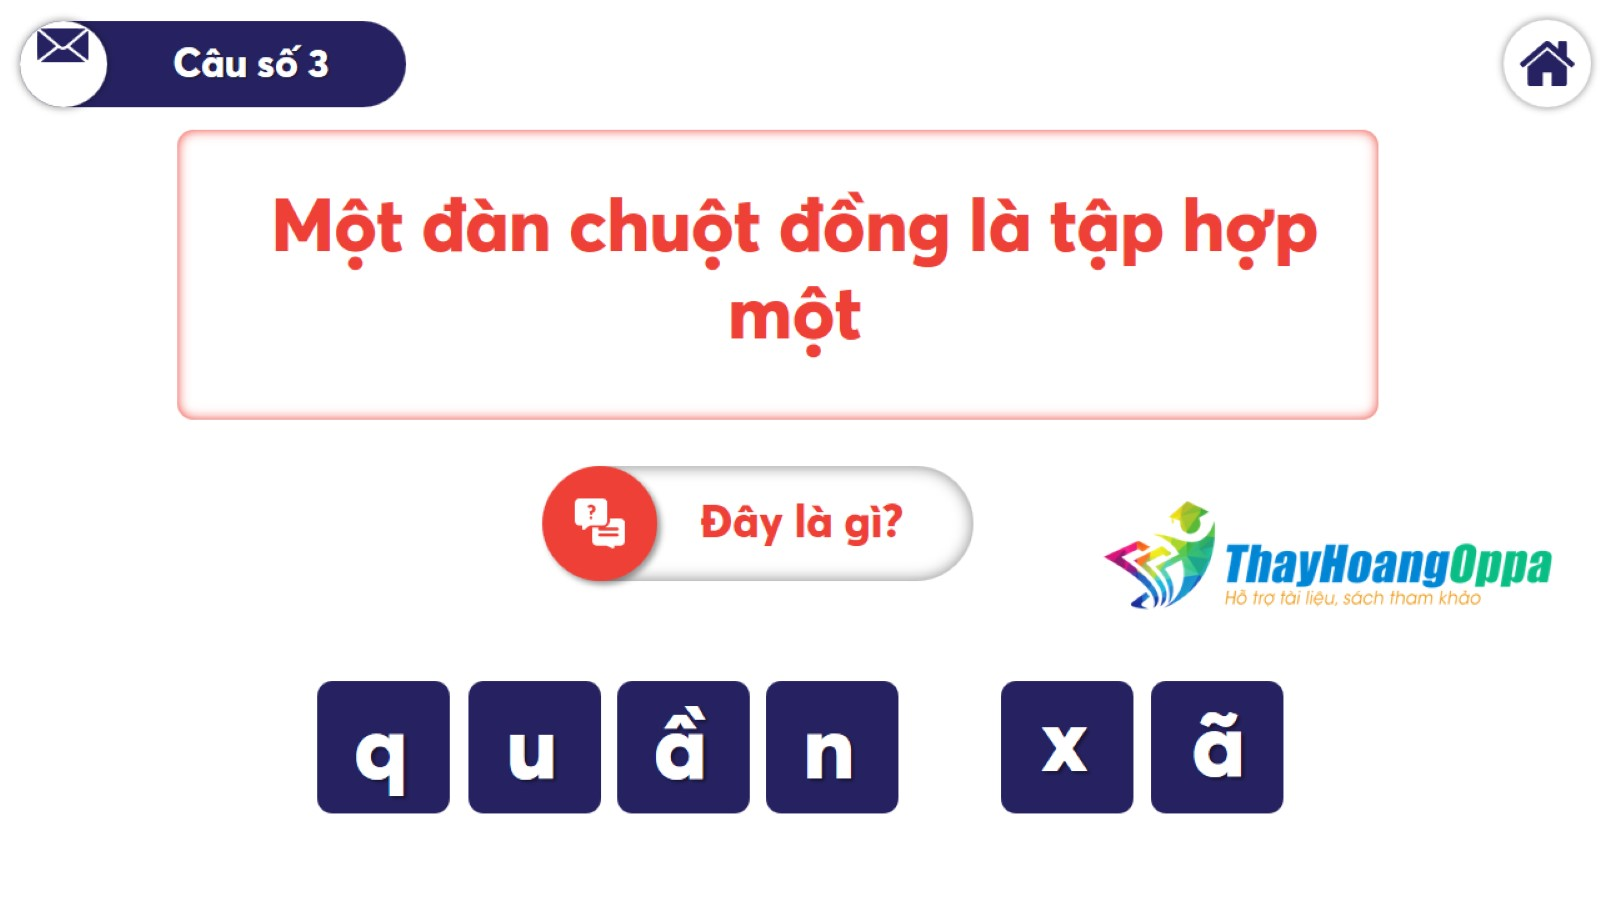 Câu số 3
Một đàn chuột đồng là tập hợp
một
?
Đây là gì?
ThayHoangOppa
Hỗ trợ tài liệu, sách tham khảo
q u ầ n x ã